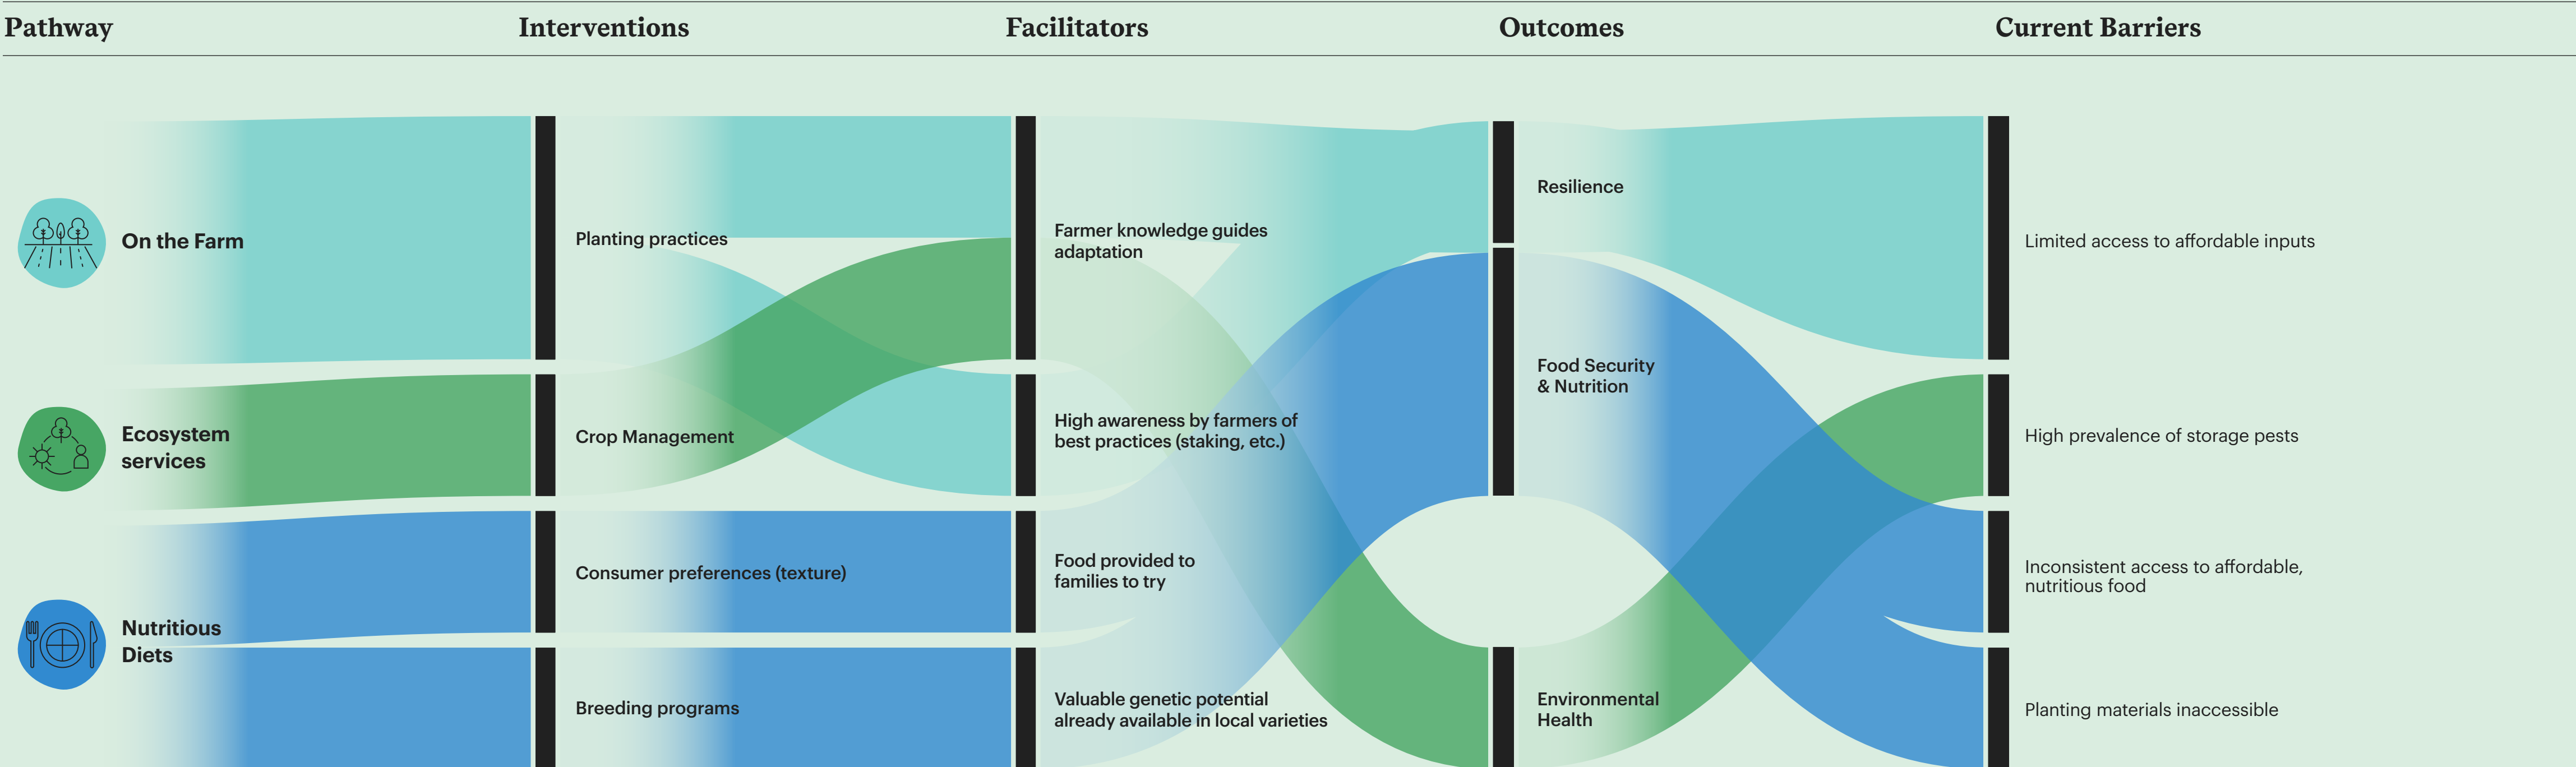 Pathway
Interventions
Facilitators
Outcomes
Current Barriers
On the Farm
Ecosystem
services
Nutritious
Diets
Planting practices
Crop Management
Consumer preferences (texture)
Breeding programs
Farmer knowledge guides
adaptation
High awareness by farmers of
best practices (staking, etc.)
Food provided to
families to try
Valuable genetic potential
already available in local varieties
Resilience
Food Security
& Nutrition
Environmental
Health
Limited access to affordable inputs
High prevalence of storage pests
Inconsistent access to affordable,
nutritious food
Planting materials inaccessible